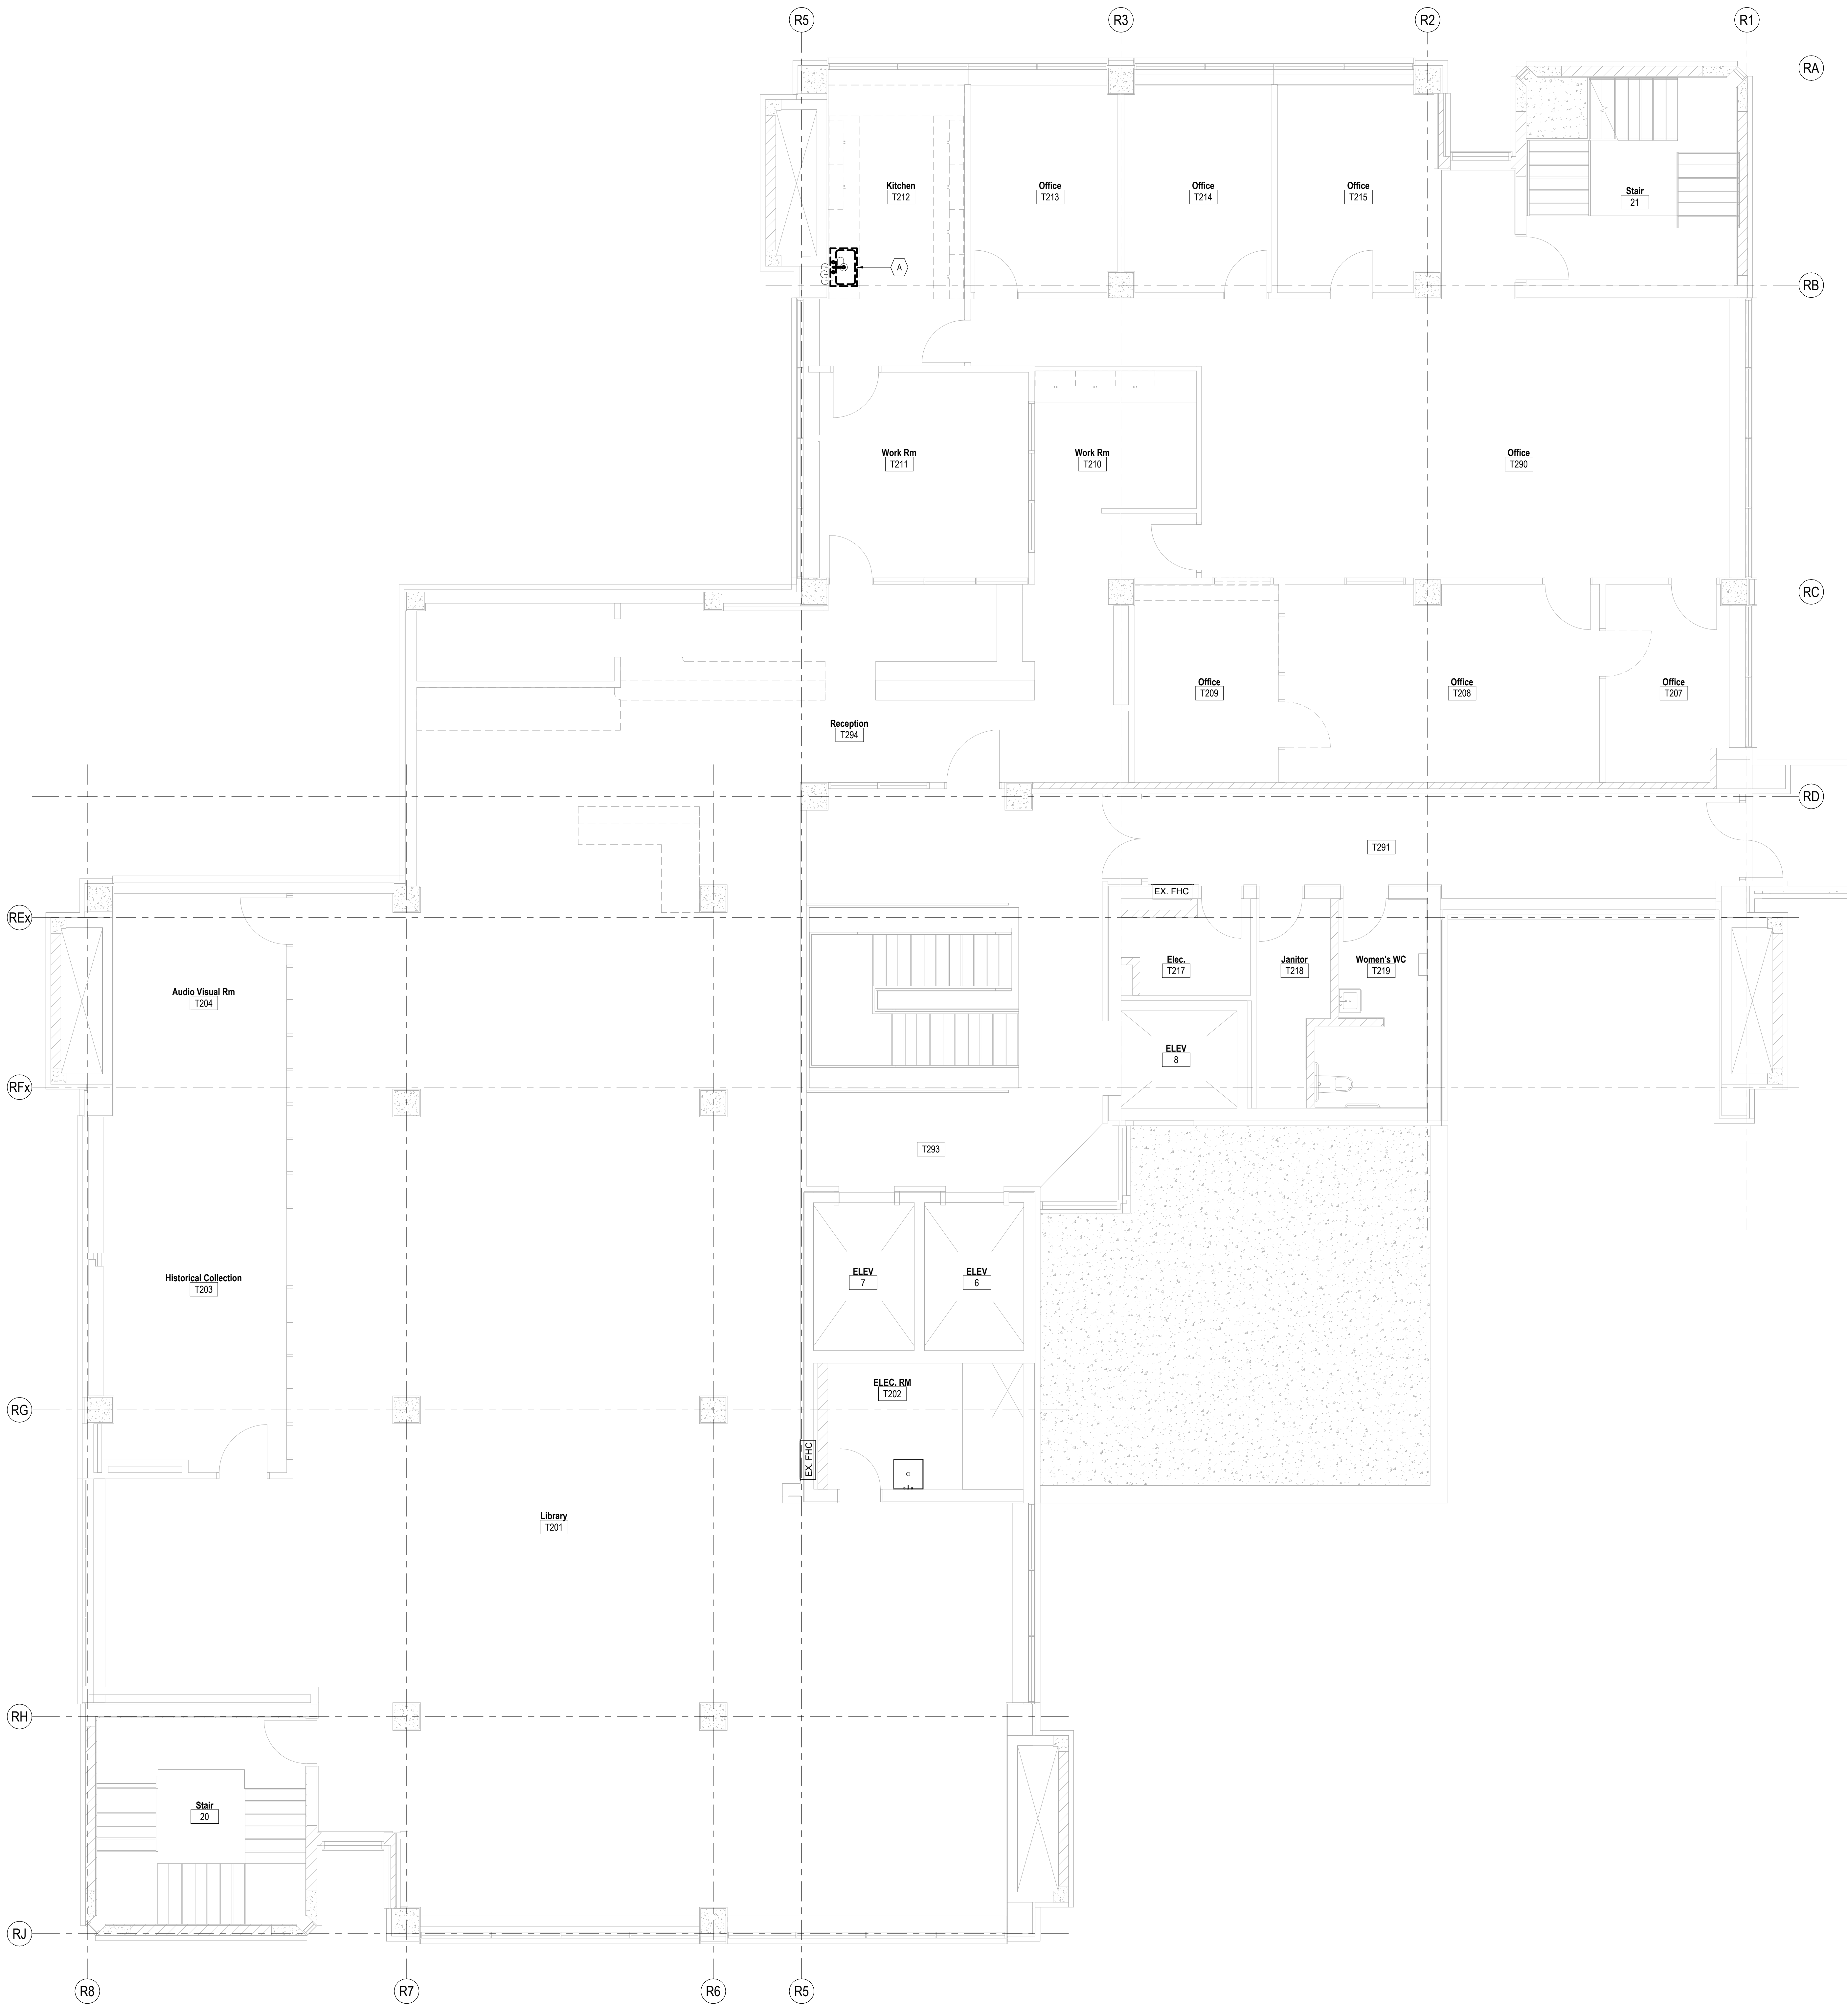 R5
R3
R2
R1
RA
Kitchen
T212
Office
T213
Office
T214
Office
T215
Stair
21
A
RB
Work Rm
T211
Work Rm
T210
Office
T290
RC
Office
T209
Office
T208
Office
T207
Reception
T294
RD
T291
EX. FHC
REx
Audio Visual Rm
T204
Elec.
T217
Janitor
T218
Women's WC
T219
ELEV
8
RFx
T293
Historical Collection
T203
ELEV
7
ELEV
6
ELEC. RM
T202
RG
EX. FHC
Library
T201
RH
Stair
20
RJ
R8
R7
R6
R5